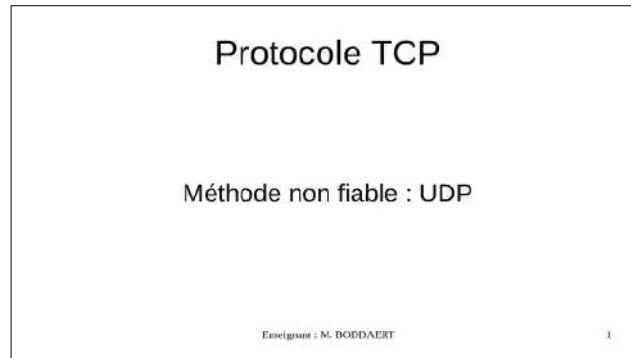 Protocole TCP
Méthode non fiable : UDP
Enseignant : M. BODDAERT
1